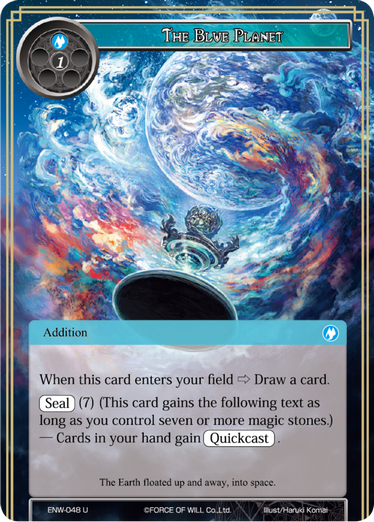 The Blue Planet
1
Addition
When this card enters your field ⇨ Draw a card.
Seal (7) (This card gains the following text as
long as you control seven or more magic stones.)
— Cards in your hand gain Quickcast .
The Earth floated up and away, into space.
ENW-048 U ©FORCE OF WILL Co.,Ltd. Illust/Haruki Komai